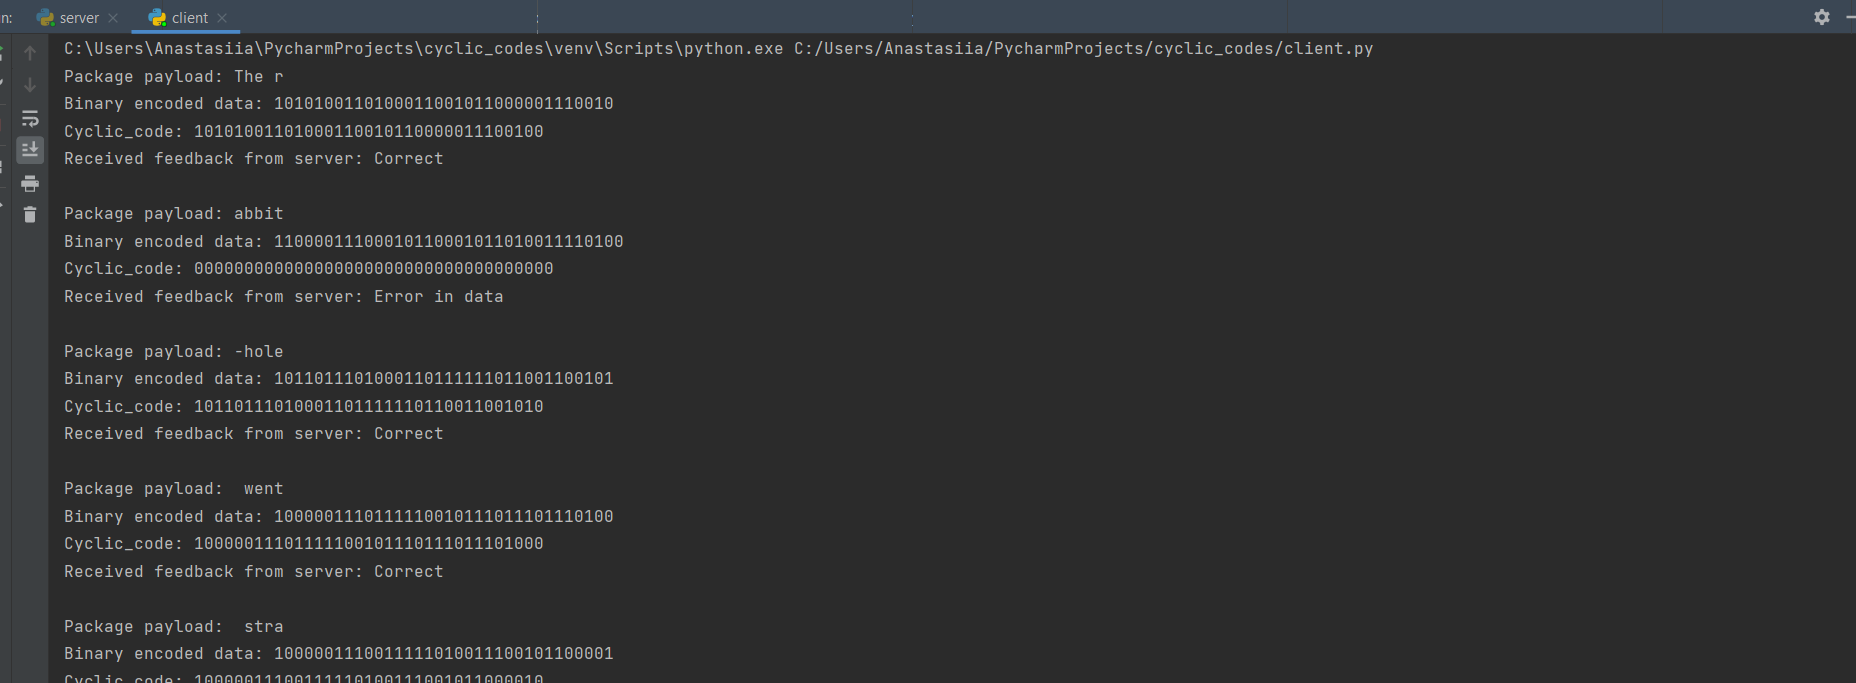 n:
server
client
C:\Users\Anastasiia\PycharmProjects\cyclic_codes\venv\Scripts\python.exe C:/Users/Anastasiia/PycharmProjects/cyclic_codes/client.py
Package payload: The r
Binary encoded data: 1010100110100011001011000001110010
Cyclic_code: 10101001101000110010110000011100100
Received feedback from server: Correct
Package payload: abbit
Binary encoded data: 11000011100010110001011010011110100
Cyclic_code: 000000000000000000000000000000000000
Received feedback from server: Error in data
Package payload: -hole
Binary encoded data: 1011011101000110111111011001100101
Cyclic_code: 10110111010001101111110110011001010
Received feedback from server: Correct
Package payload:  went
Binary encoded data: 1000001110111110010111011101110100
Cyclic_code: 10000011101111100101110111011101000
Received feedback from server: Correct
Package payload:  stra
Binary encoded data: 1000001110011111010011100101100001
Cyclic_code: 10000011100111110100111001011000010